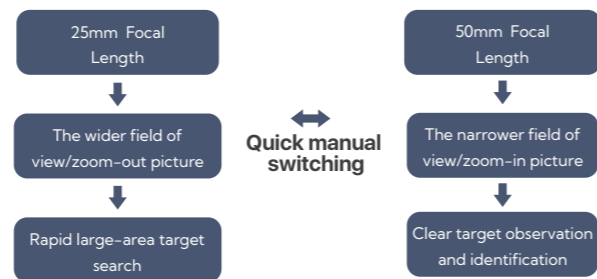 25mm Focal
Length
The wider field of
view/zoom-out picture
Rapid large-area target
search
Quick manual
switching
50mm Focal
Length
The narrower field of
view/zoom-in picture
Clear target observation
and identification